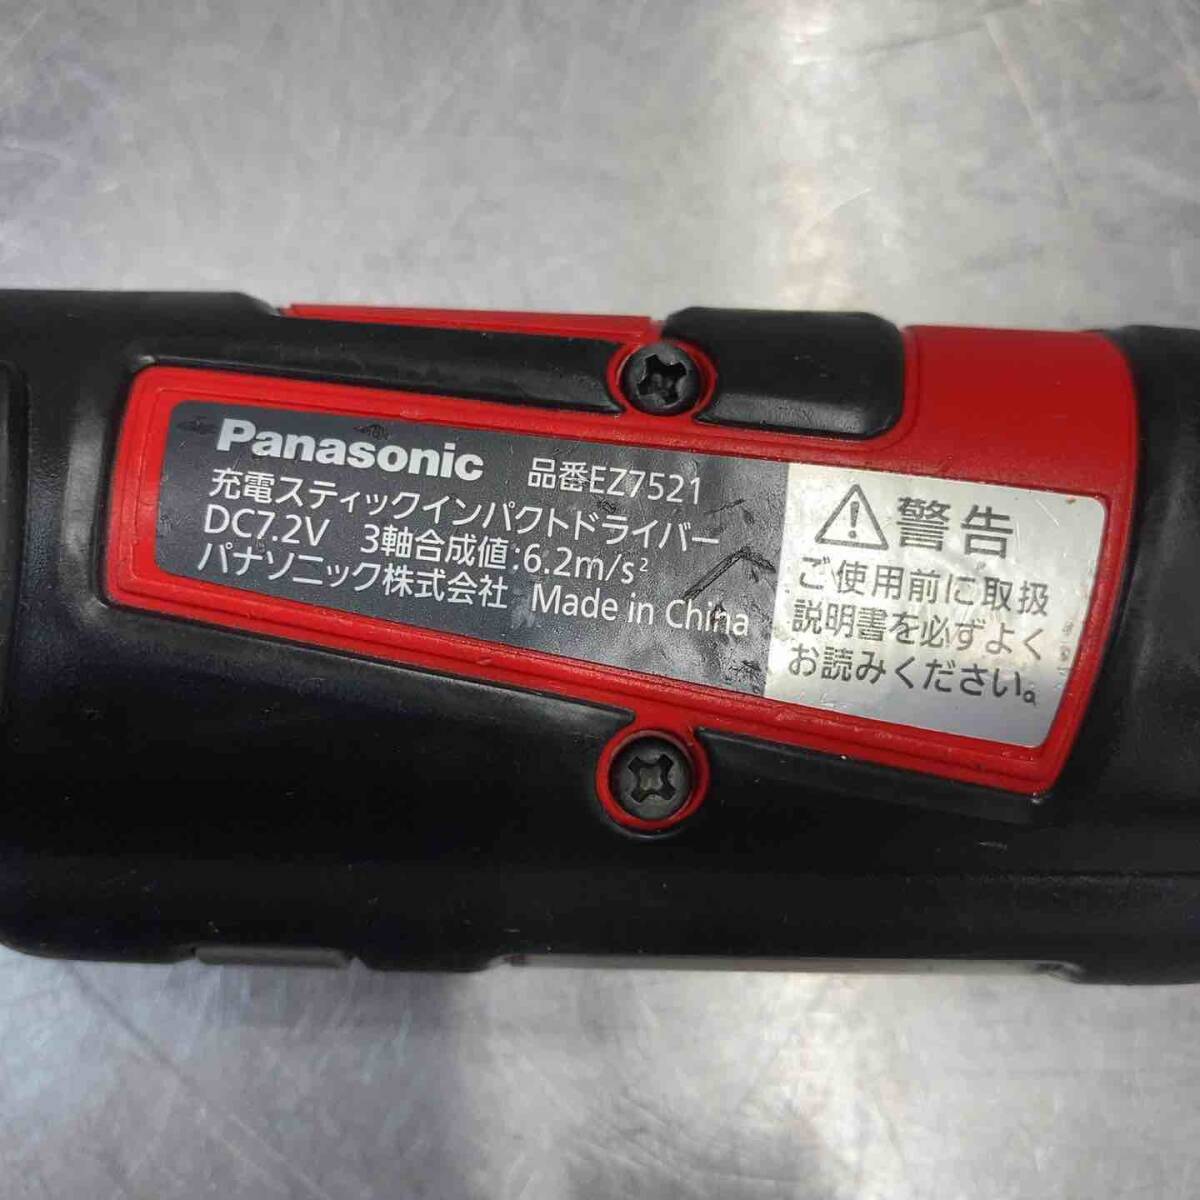 Panasonic 品番EZ7521
充電スティックインパクトドライバー
DC7.2V 3軸合成値:6.2m/s²
パナソニック株式会社 Made in China
警告
ご使用前に取扱
説明書を必ずよく
お読みください。